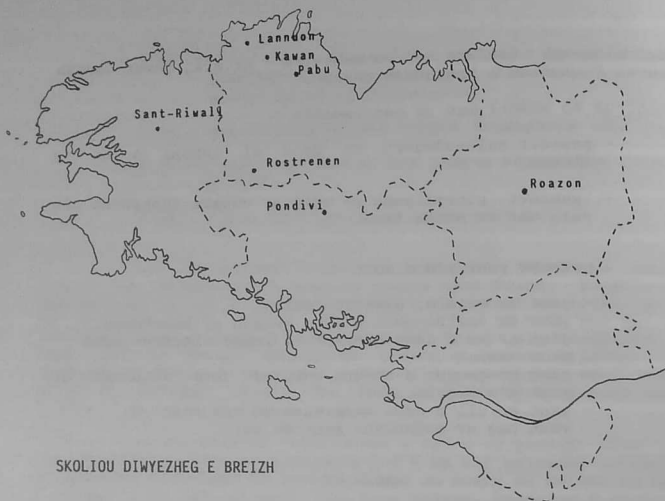 Lannuon
Kawan
Pabu
Sant-Riwal
Rostrenen
Roazon
Pondivi
SKOLIOU DIWYEZHEG E BREIZH